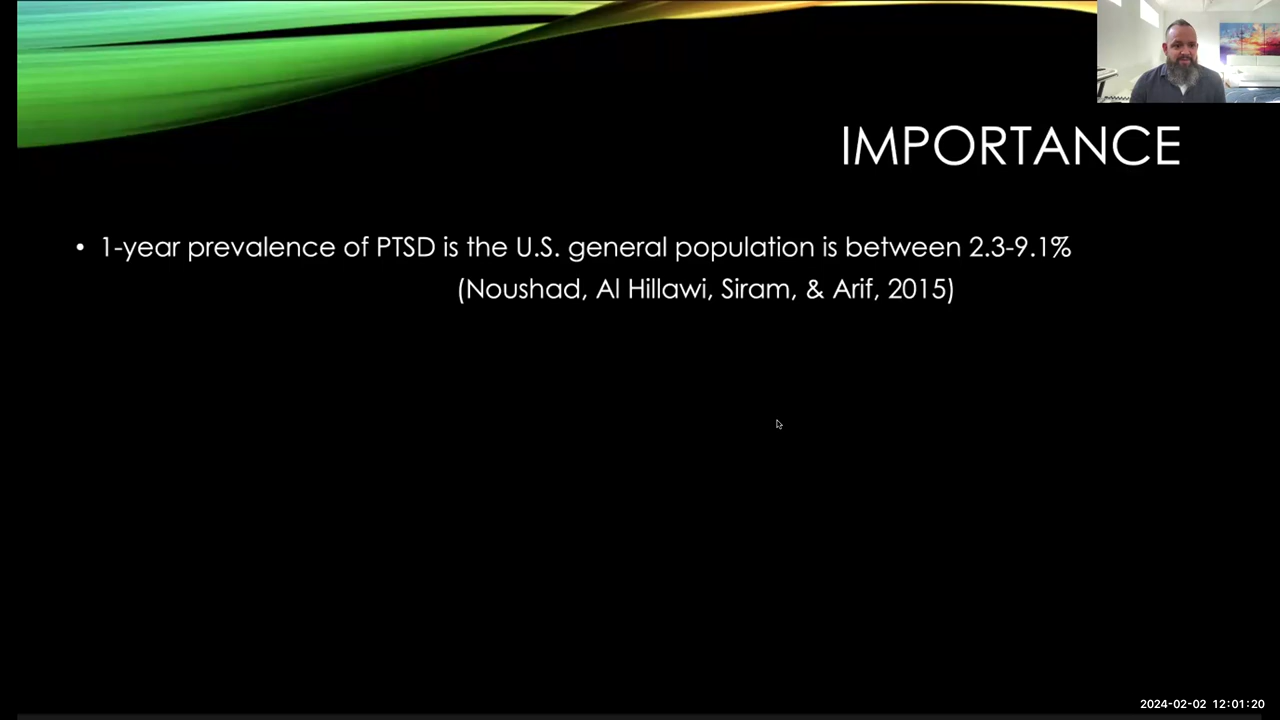 IMPORTANCE
• 1-year prevalence of PTSD is the U.S. general population is between 2.3-9.1%
(Noushad, Al Hillawi, Siram, & Arif, 2015)
2024-02-02 12:01:20